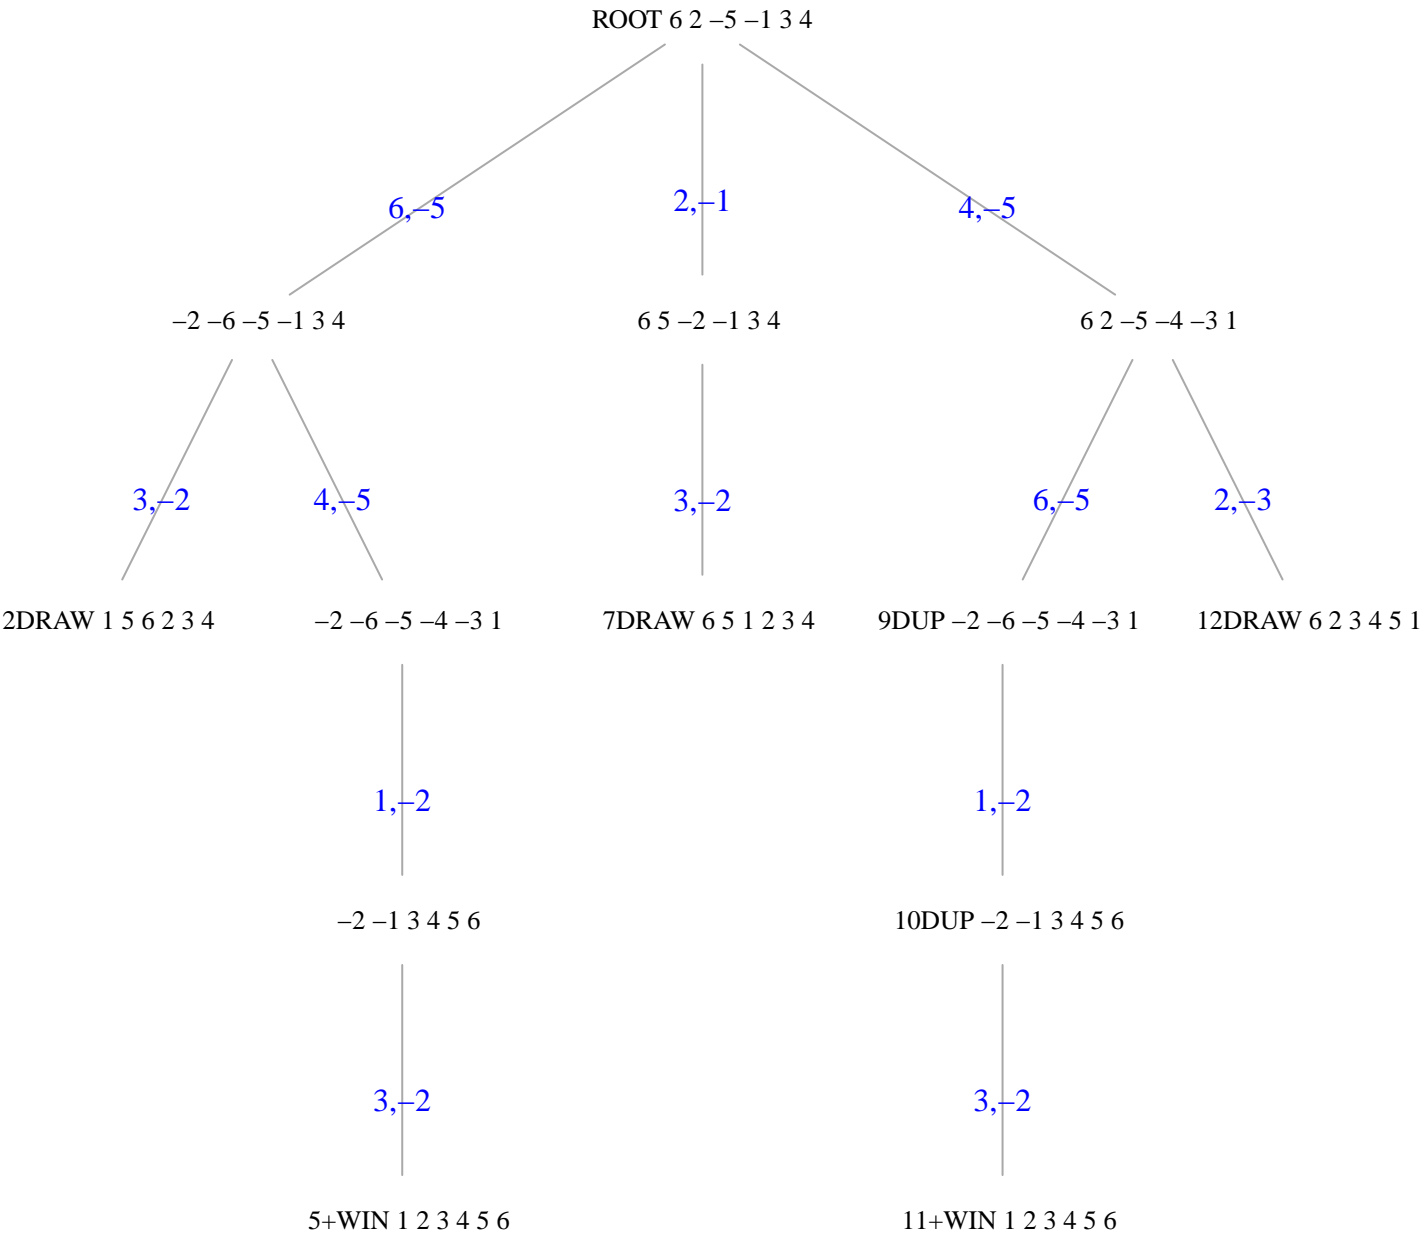 ROOT 6 2 –5 –1 3 4
6,–5
2,–1
4,–5
–2 –6 –5 –1 3 4
6 5 –2 –1 3 4
6 2 –5 –4 –3 1
3,–2
4,–5
3,–2
6,–5
2,–3
2DRAW 1 5 6 2 3 4
–2 –6 –5 –4 –3 1
7DRAW 6 5 1 2 3 4
9DUP –2 –6 –5 –4 –3 1
12DRAW 6 2 3 4 5 1
1,–2
1,–2
–2 –1 3 4 5 6
10DUP –2 –1 3 4 5 6
3,–2
3,–2
5+WIN 1 2 3 4 5 6
11+WIN 1 2 3 4 5 6